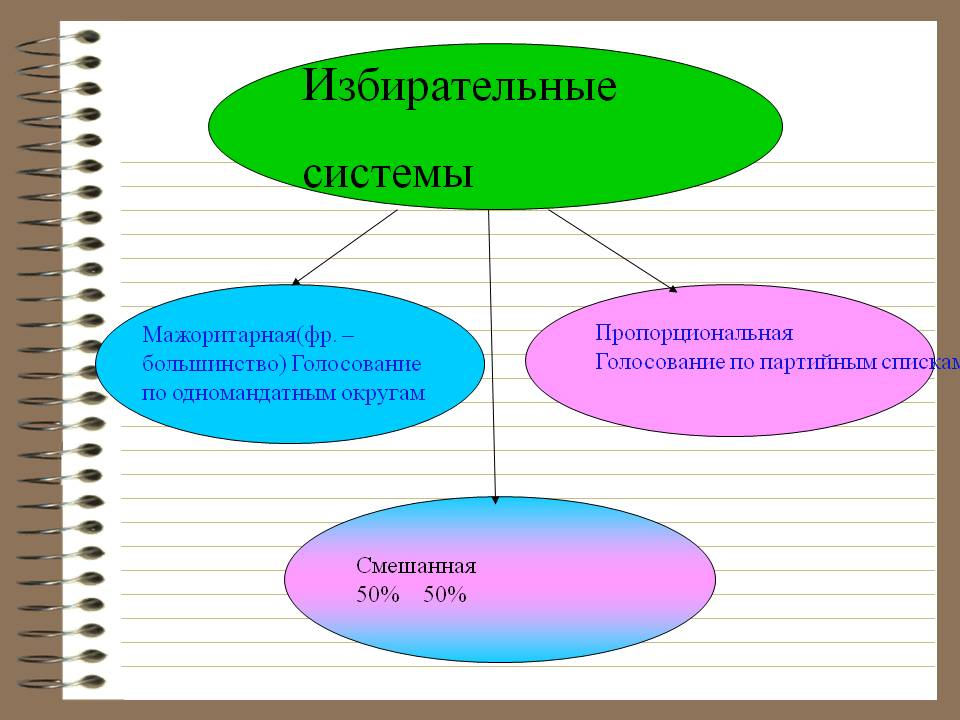 Избирательные
системы
Мажоритарная(фр. –
большинство) Голосование
по одномандатным округам
Пропорциональная
Голосование по партийным спискам
Смешанная
50% 50%